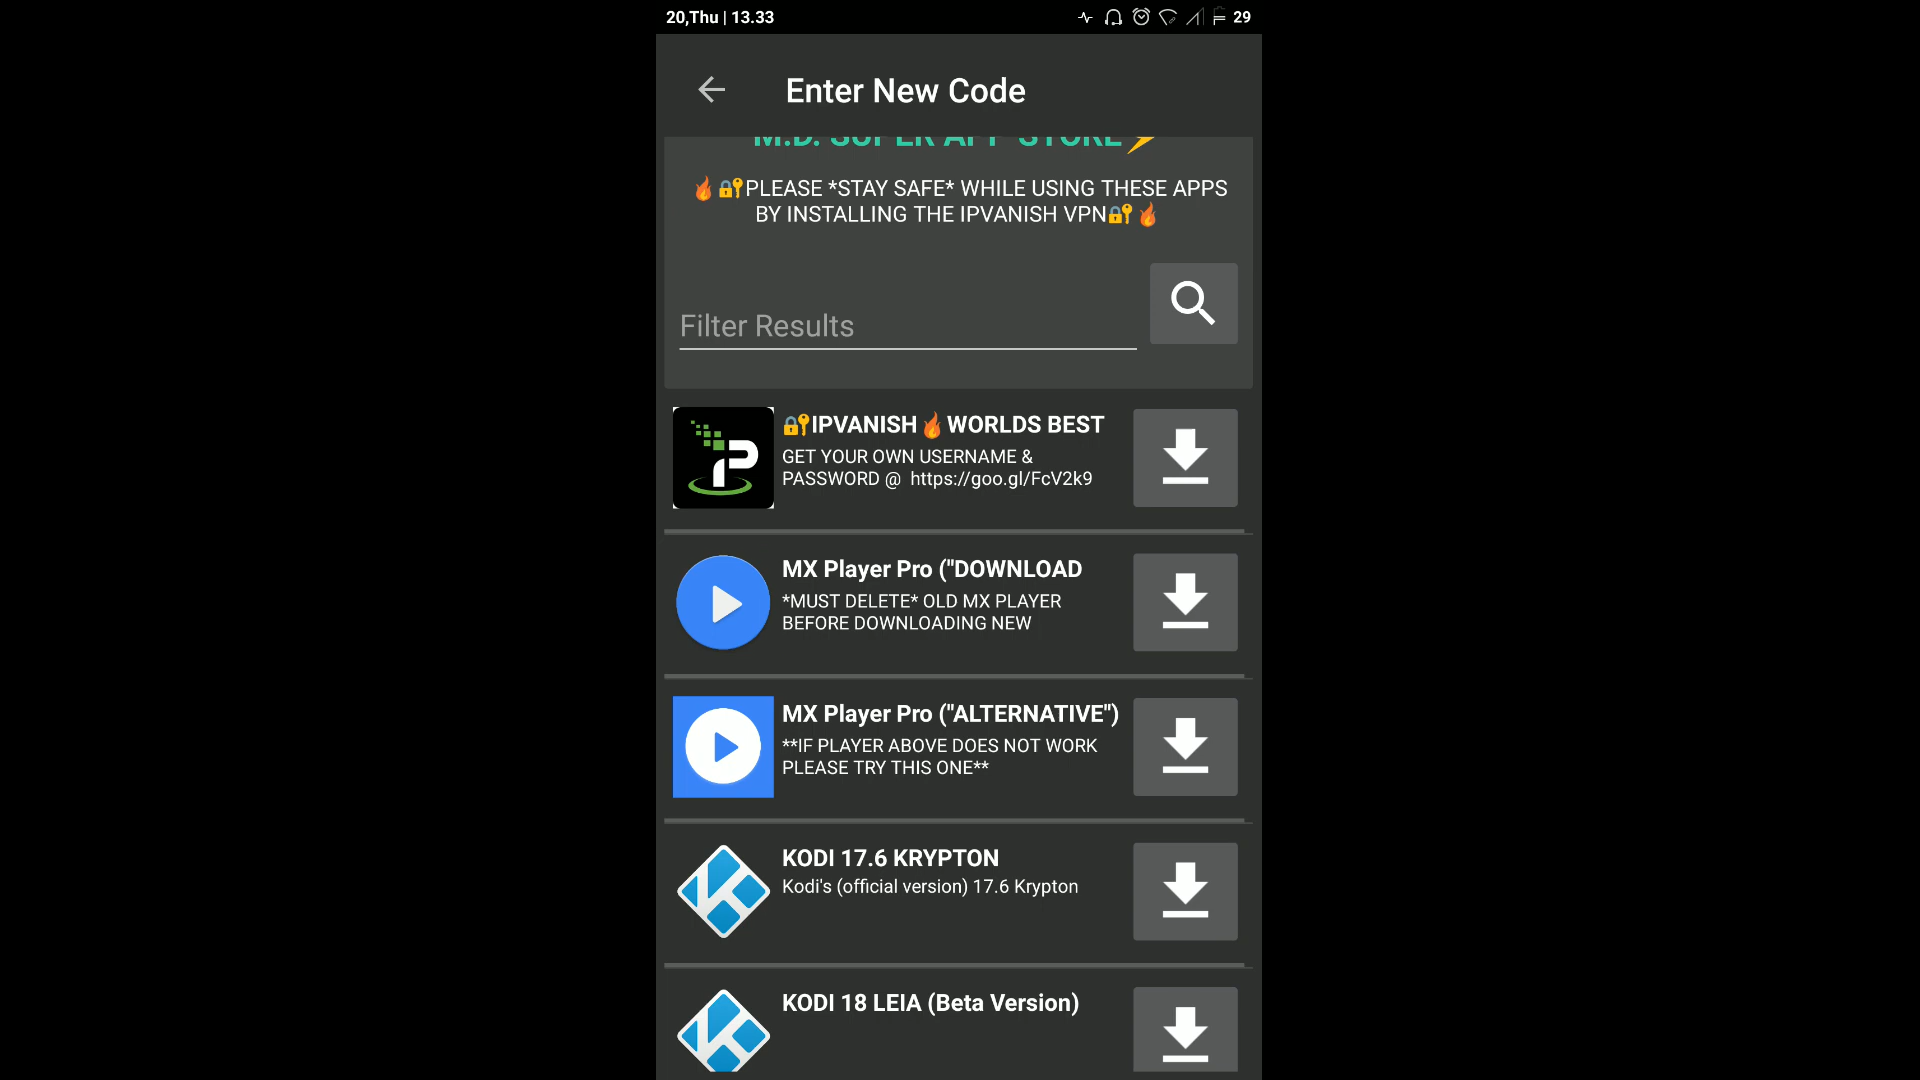 20,Thu | 13.33
29
Enter New Code
M.D. SUPER APP STORE⚡
🔥🔐PLEASE *STAY SAFE* WHILE USING THESE APPS
BY INSTALLING THE IPVANISH VPN🔐🔥
Filter Results
🔐IPVANISH🔥WORLDS BEST
GET YOUR OWN USERNAME &
PASSWORD @  https://goo.gl/FcV2k9
MX Player Pro ("DOWNLOAD
*MUST DELETE* OLD MX PLAYER
BEFORE DOWNLOADING NEW
MX Player Pro ("ALTERNATIVE")
**IF PLAYER ABOVE DOES NOT WORK
PLEASE TRY THIS ONE**
KODI 17.6 KRYPTON
Kodi's (official version) 17.6 Krypton
KODI 18 LEIA (Beta Version)